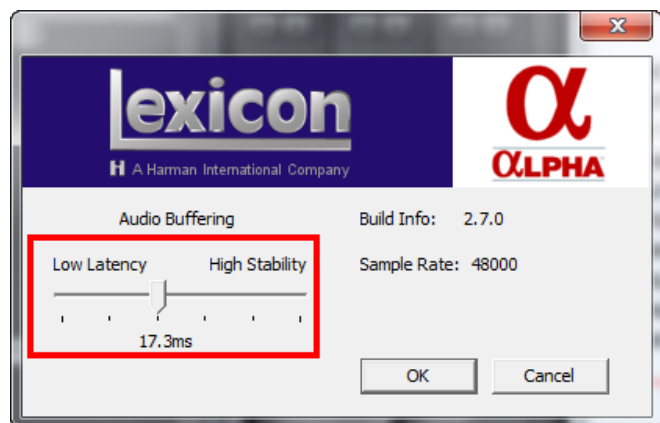 lexicon
H A Harman International Company
α
αLPHA
Audio Buffering
Low Latency High Stability
17.3ms
Build Info: 2.7.0
Sample Rate: 48000
OK Cancel